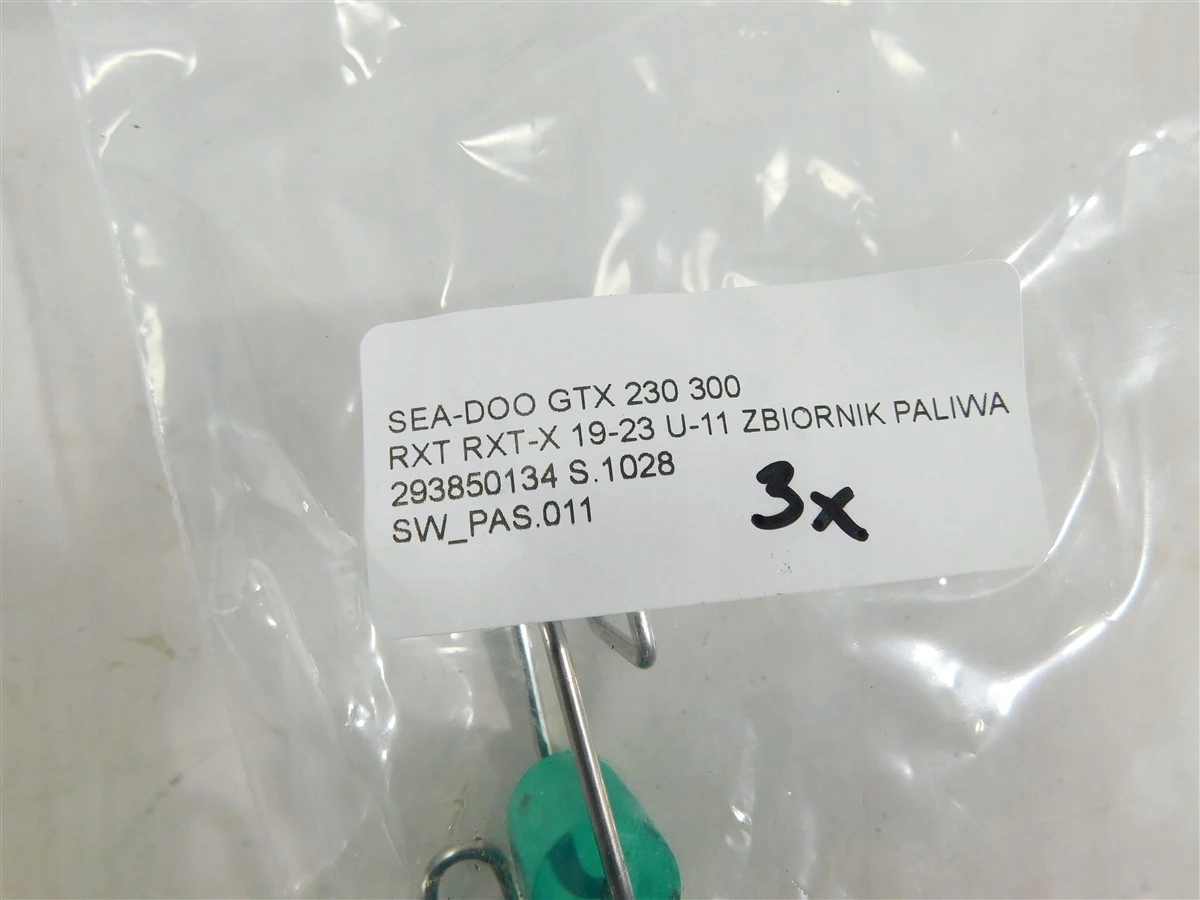 SEA-DOO GTX 230 300
RXT RXT-X 19-23 U-11 ZBIORNIK PALIWA
293850134 S.1028
SW_PAS.011
3x